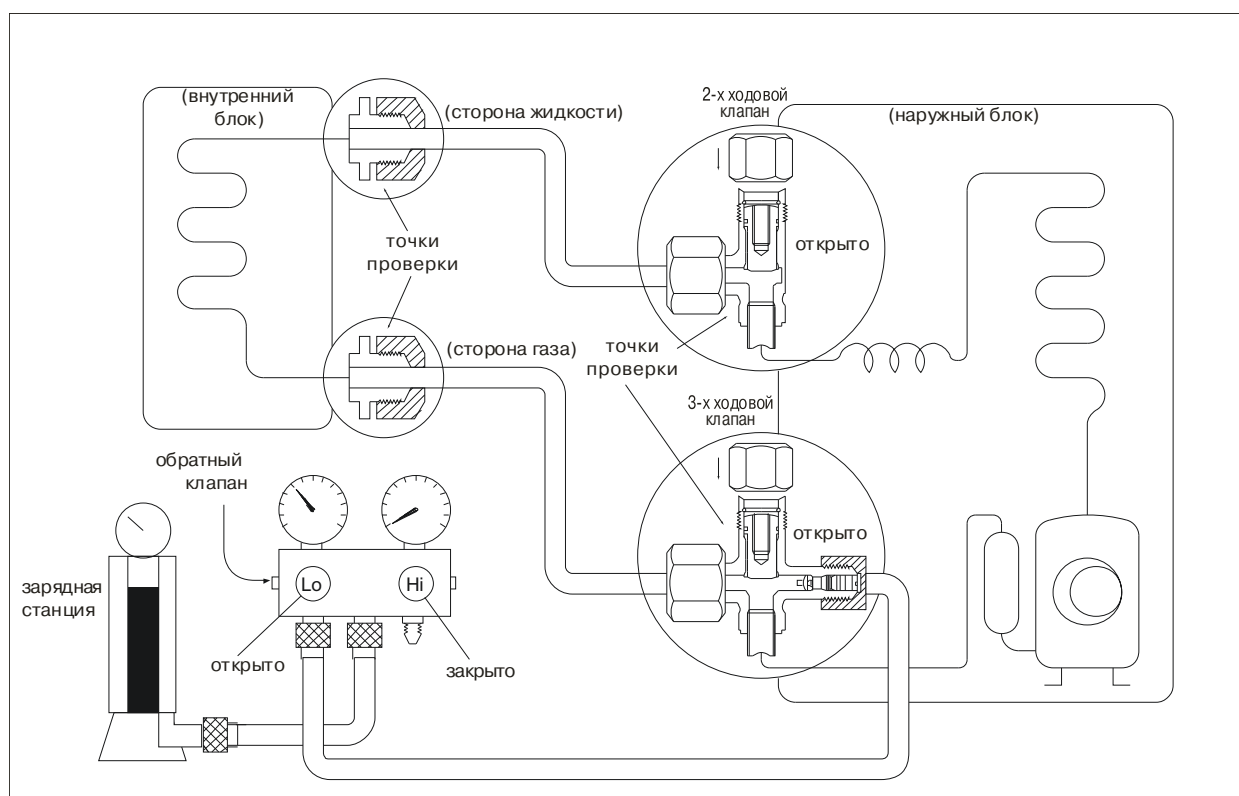 (внутренний
блок)
(сторона жидкости)
2-х ходовой
клапан
(наружный блок)
точки
проверки
открыто
(сторона газа)
точки
проверки
3-х ходовой
клапан
обратный
клапан
открыто
зарядная
станция
Lo
Hi
открыто
закрыто